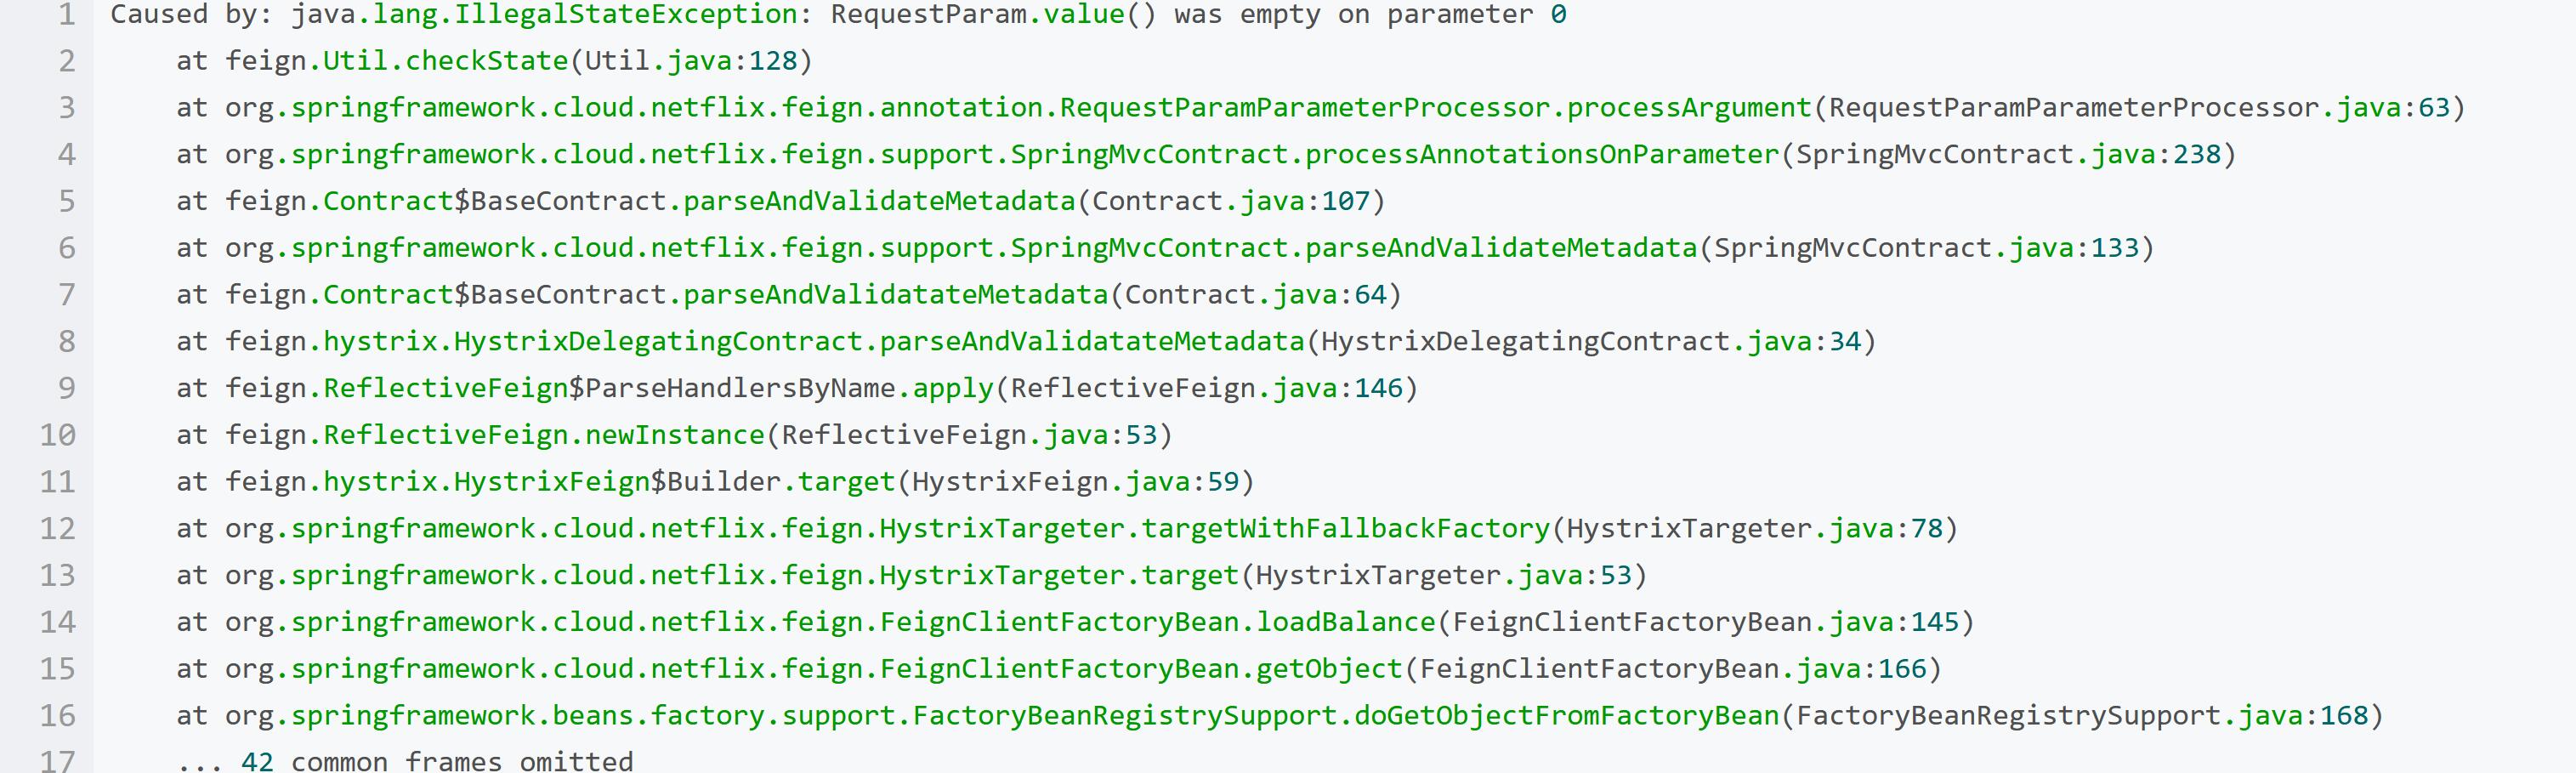 1 Caused by: java.lang.IllegalStateException: RequestParam.value() was empty on parameter 0
2 at feign.Util.checkState(Util.java:128)
3 at org.springframework.cloud.netflix.feign.annotation.RequestParamParameterProcessor.processArgument(RequestParamParameterProcessor.java:63)
4 at org.springframework.cloud.netflix.feign.support.SpringMvcContract.processAnnotationsOnParameter(SpringMvcContract.java:238)
5 at feign.Contract$BaseContract.parseAndValidateMetadata(Contract.java:107)
6 at org.springframework.cloud.netflix.feign.support.SpringMvcContract.parseAndValidateMetadata(SpringMvcContract.java:133)
7 at feign.Contract$BaseContract.parseAndValidatateMetadata(Contract.java:64)
8 at feign.hystrix.HystrixDelegatingContract.parseAndValidatateMetadata(HystrixDelegatingContract.java:34)
9 at feign.ReflectiveFeign$ParseHandlersByName.apply(ReflectiveFeign.java:146)
10 at feign.ReflectiveFeign.newInstance(ReflectiveFeign.java:53)
11 at feign.hystrix.HystrixFeign$Builder.target(HystrixFeign.java:59)
12 at org.springframework.cloud.netflix.feign.HystrixTargeter.targetWithFallbackFactory(HystrixTargeter.java:78)
13 at org.springframework.cloud.netflix.feign.HystrixTargeter.target(HystrixTargeter.java:53)
14 at org.springframework.cloud.netflix.feign.FeignClientFactoryBean.loadBalance(FeignClientFactoryBean.java:145)
15 at org.springframework.cloud.netflix.feign.FeignClientFactoryBean.getObject(FeignClientFactoryBean.java:166)
16 at org.springframework.beans.factory.support.FactoryBeanRegistrySupport.doGetObjectFromFactoryBean(FactoryBeanRegistrySupport.java:168)
17 ... 42 common frames omitted